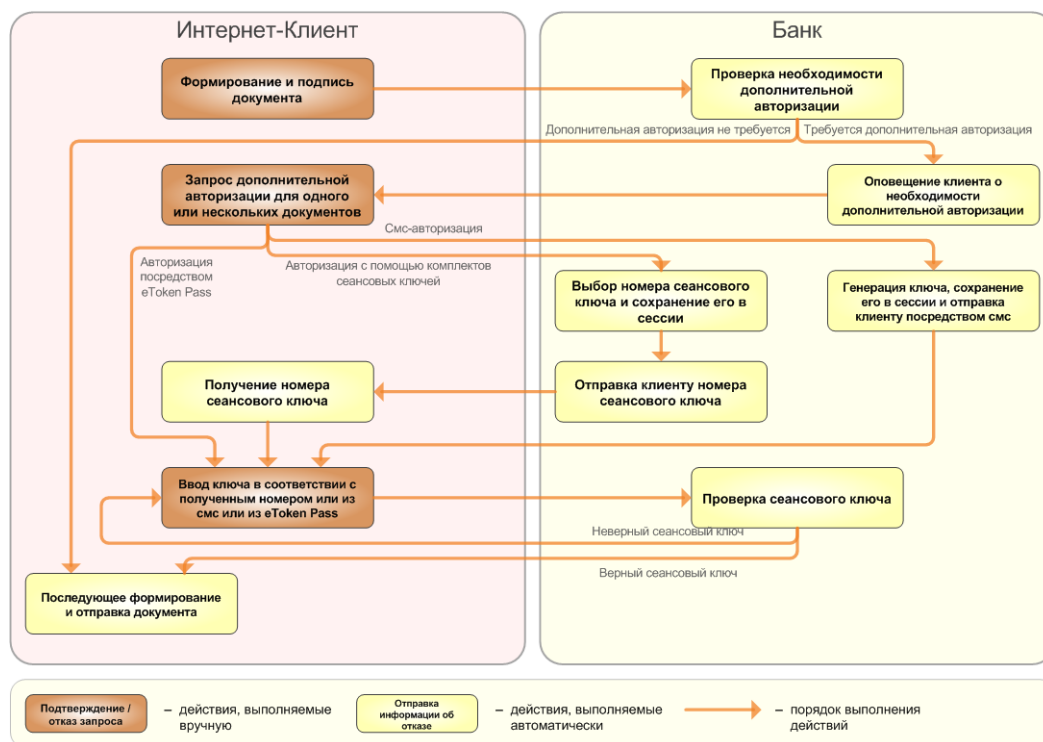 Интернет-Клиент
Банк
Формирование и подпись
документа
Проверка необходимости
дополнительной
авторизации
Дополнительная авторизация не требуется
Требуется дополнительная авторизация
Запрос дополнительной
авторизации для одного
или нескольких документов
Оповещение клиента о
необходимости
дополнительной авторизации
Смс-авторизация
Авторизация
посредством
eToken Pass
Авторизация с помощью комплектов
сеансовых ключей
Выбор номера сеансового
ключа и сохранение его в
сессии
Генерация ключа, сохранение
его в сессии и отправка
клиенту посредством смс
Получение номера
сеансового ключа
Отправка клиенту номера
сеансового ключа
Ввод ключа в соответствии с
полученным номером или из
смс или из eToken Pass
Проверка сеансового ключа
Неверный сеансовый ключ
Верный сеансовый ключ
Последующее формирование
и отправка документа
Подтверждение /
отказ запроса
– действия, выполняемые
вручную
Отправка
информации об
отказе
– действия, выполняемые
автоматически
– порядок выполнения
действий